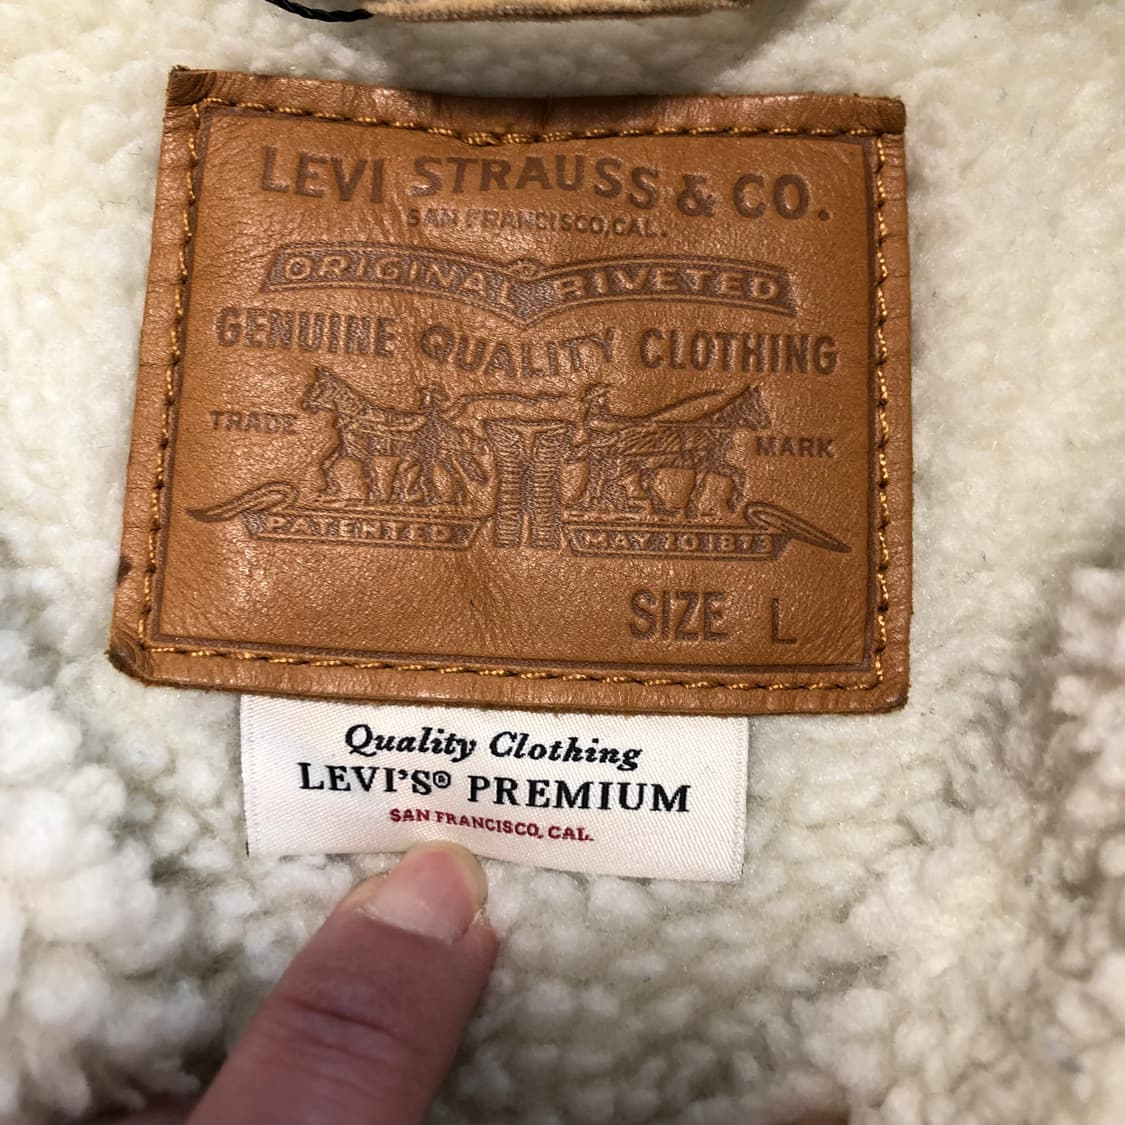 LEVI STRAUSS & CO.
SAN FRANCISCO, CAL.
ORIGINAL RIVETED
GENUINE QUALITY CLOTHING
TRADE MARK
PATENTED MAY 20 1873
SIZE L
Quality Clothing
LEVI'S® PREMIUM
SAN FRANCISCO, CAL.